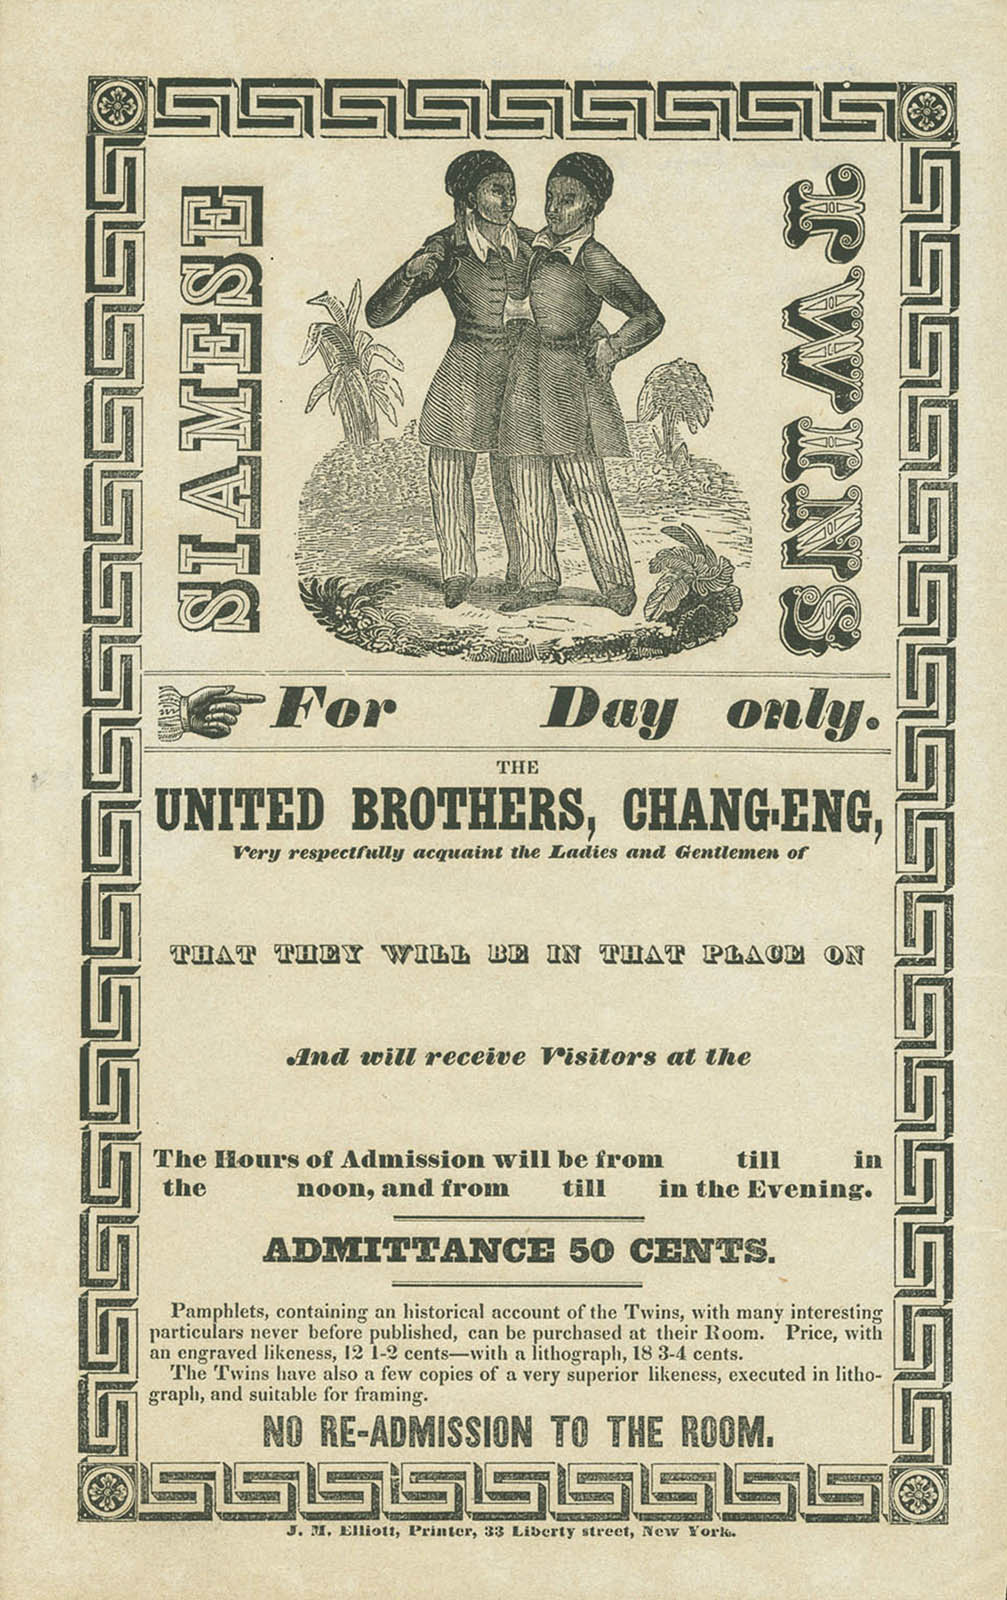 SIAMESE
TWINS
For Day only.
THE
UNITED BROTHERS, CHANG-ENG,
Very respectfully acquaint the Ladies and Gentlemen of
THAT THEY WILL BE IN THAT PLACE ON
And will receive Visitors at the
The Hours of Admission will be from till in
the noon, and from till in the Evening.
ADMITTANCE 50 CENTS.
Pamphlets, containing an historical account of the Twins, with many interesting
particulars never before published, can be purchased at their Room. Price, with
an engraved likeness, 12 1-2 cents—with a lithograph, 18 3-4 cents.
The Twins have also a few copies of a very superior likeness, executed in litho-
graph, and suitable for framing.
NO RE-ADMISSION TO THE ROOM.
J. M. Elliott, Printer, 33 Liberty street, New York.